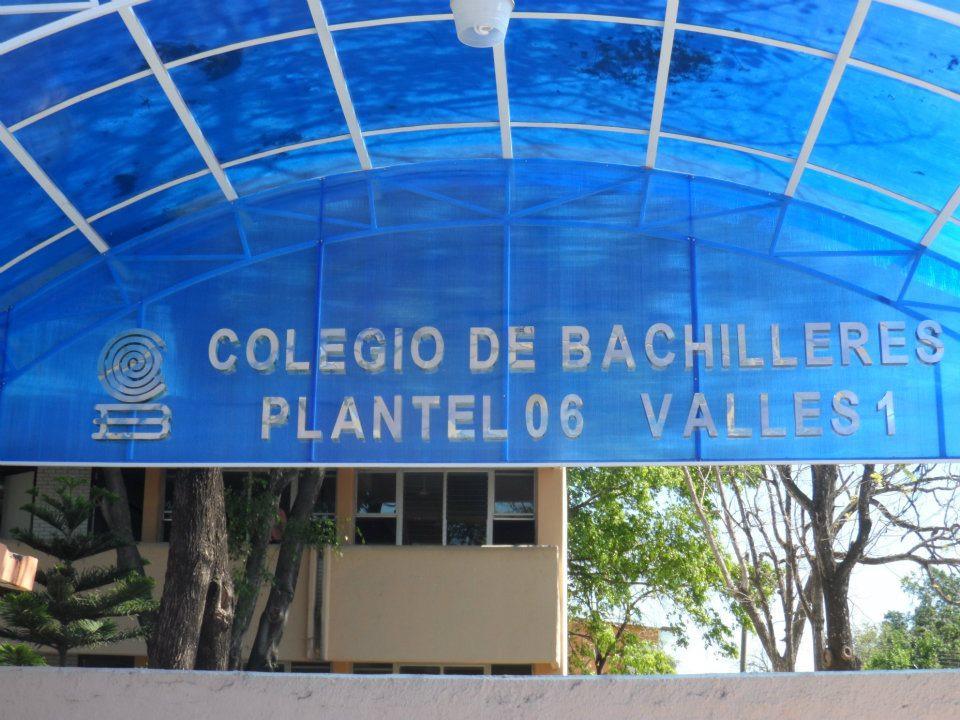 COLEGIO DE BACHILLERES
PLANTEL 06 VALLES 1